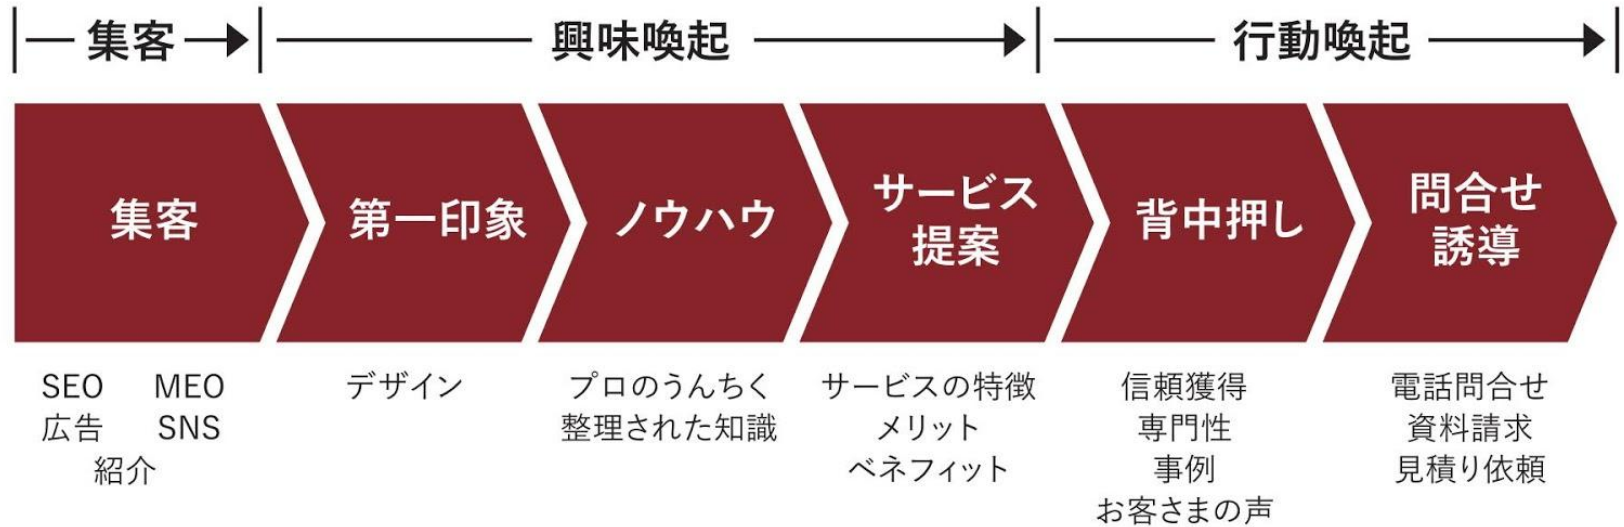 集客
興味喚起
行動喚起
集客
第一印象
ノウハウ
サービス
提案
背中押し
問合せ
誘導
SEO MEO
広告 SNS
紹介
デザイン
プロのうんちく
整理された知識
サービスの特徴
メリット
ベネフィット
信頼獲得
専門性
事例
お客さまの声
電話問合せ
資料請求
見積り依頼